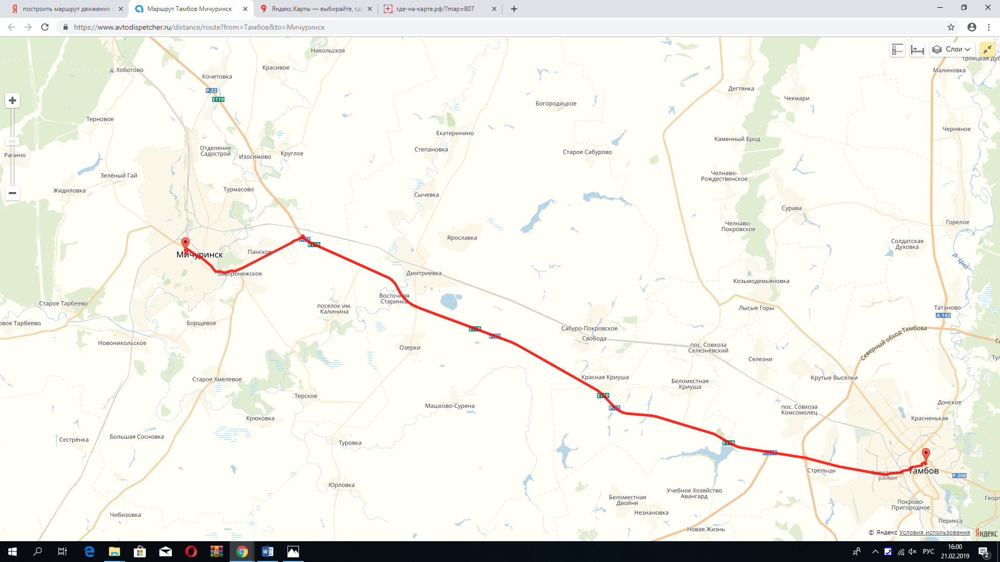 построить маршрут движения
Маршрут Тамбов Мичуринск
Яндекс.Карты — выбирайте, гд
где-на-карте.рф/?map=807
https://www.avtodispetcher.ru/distance/route?from=Тамбов&to=Мичуринск
Слои
Никольское
Красивое
д. Хоботово
Кочетовка
Р-22
E119
Троицкая Дуб
Малиновка
Дегтянка
Чекмари
Богородицкое
Терновое
Черняное
Екатеринино
Каменный Брод
Отделение
Садострой
Круглое
Степановка
Старое Сабурово
Ранино
Изосимово
Зелёный Гай
Челнаво-
Рождественское
Жидиловка
Турмасово
Сычевка
Сурава
Горелое
Челнаво-
Покровское
Ярославка
Солдатская
Духовка
Мичуринск
Панское
E119
р. Цна
Заворонежское
Дмитриевка
Козьмодемьяновка
Восточная
Старинка
Старое Тарбеево
поселок им.
Калинина
Лысые Горы
Татаново
А-143
овое Тарбеево
Борщевое
E119
Р-22
Сабуро-Покровское
Свобода
Северный обход Тамбова
Новоникольское
Озерки
пос. Совхоза
Селезнёвский
Селезни
Старое Хмелевое
Красная Криуша
Беломестная
Криуша
Крутые Выселки
E119
Р-22
Терское
Машково-Сурена
пос. Совхоза
Комсомолец
Донское
Крюковка
Красненькая
Большая Сосновка
Сестрёнка
Туровка
E119
Стрельцы
Советский
район
Тамбов
Р-208
Юрловка
Учебное Хозяйство
Авангард
Беломестная
Двойня
Покрово-
Пригородное
Геор
Незнановка
Чибизовка
Перикса
Новая Жизнь
© Яндекс Условия использования
Яндекс
РУС
16:00
21.02.2019
2